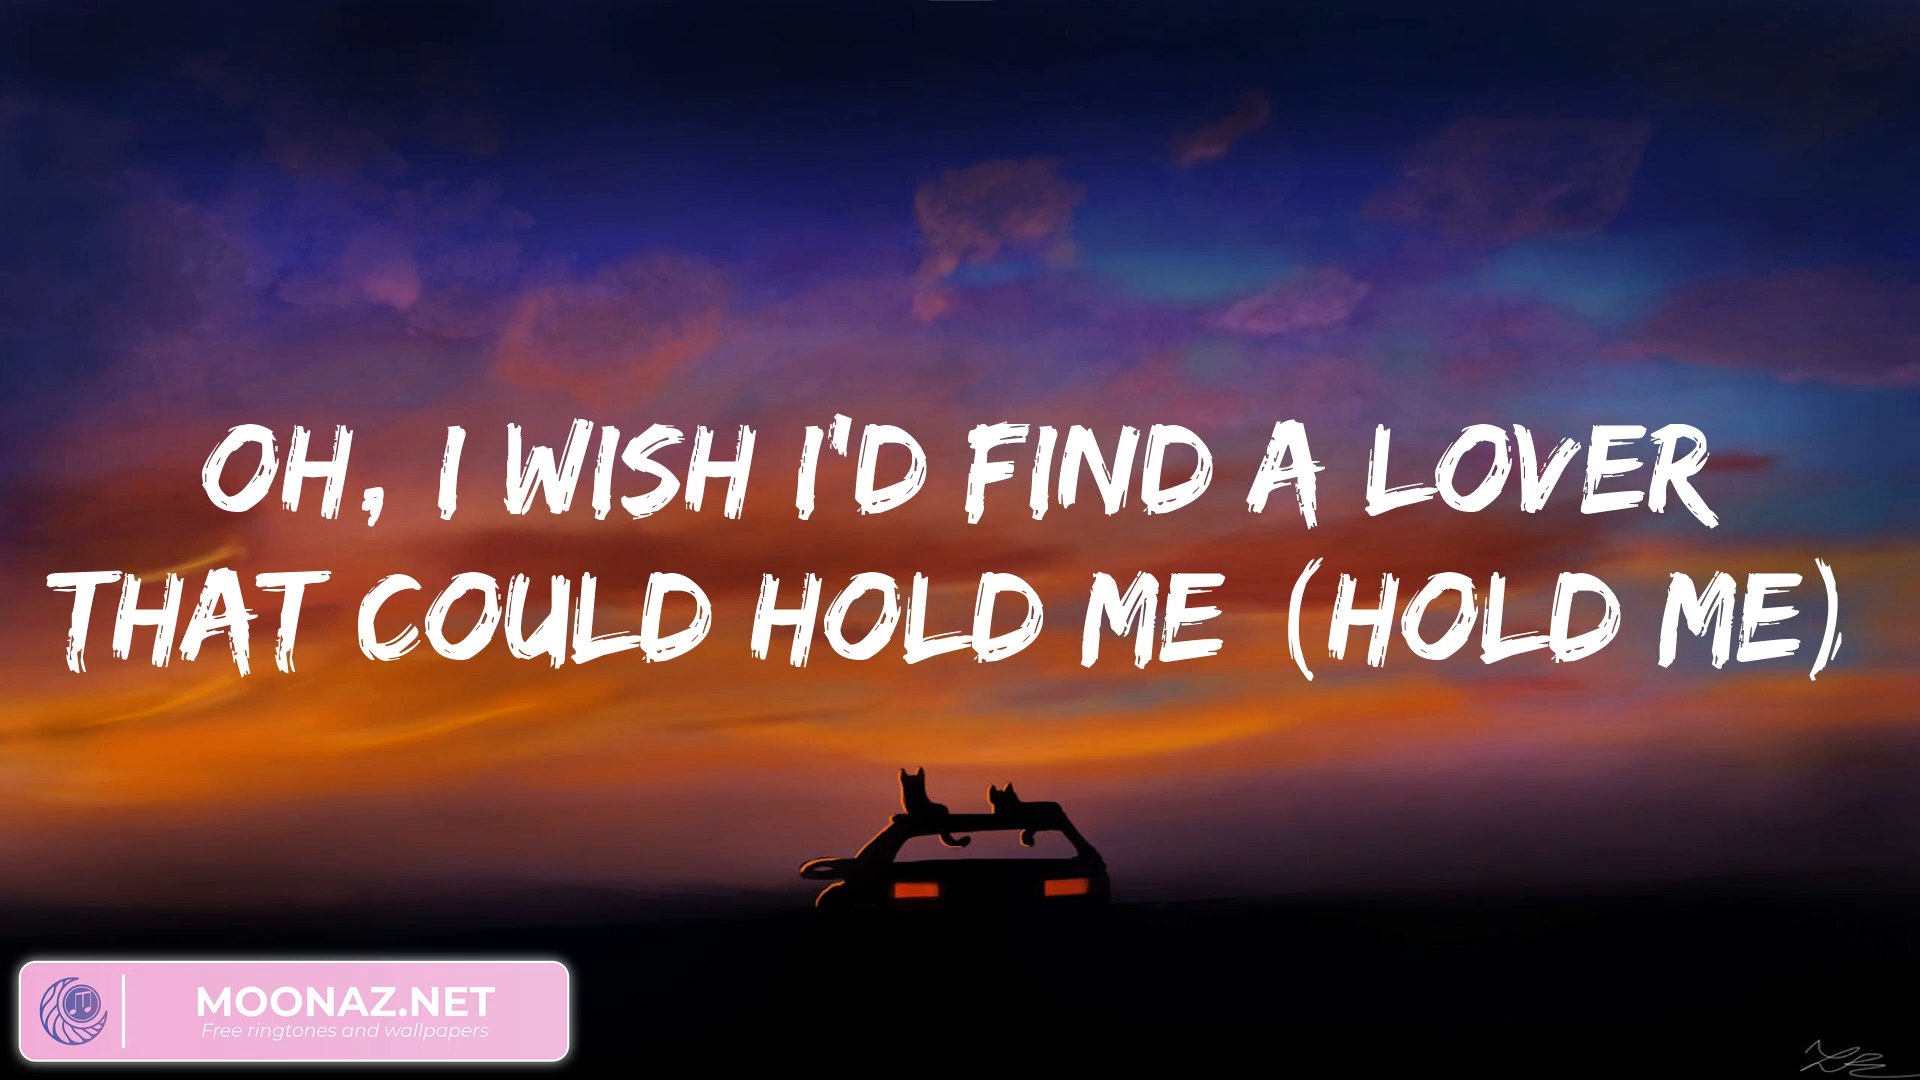 OH, I WISH I'D FIND A LOVER
THAT COULD HOLD ME (HOLD ME)
MOONAZ.NET
Free ringtones and wallpapers